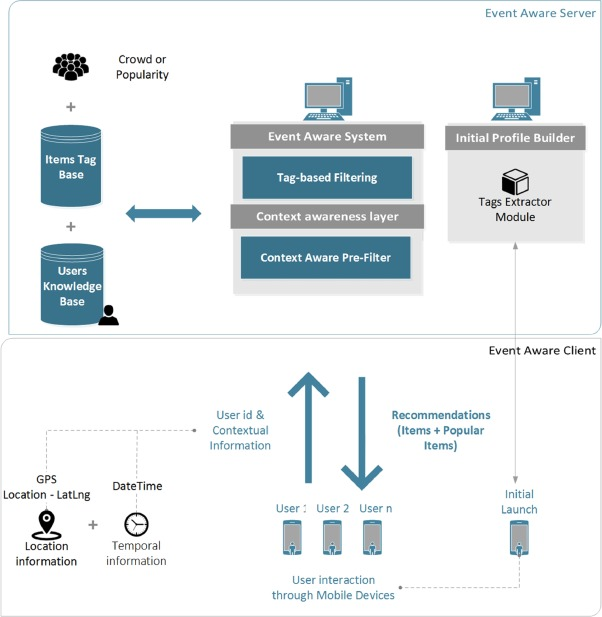 Event Aware Server
Crowd or
Popularity
+
Items Tag
Base
+
Users
Knowledge
Base
Event Aware System
Tag-based Filtering
Context awareness layer
Context Aware Pre-Filter
Initial Profile Builder
Tags Extractor
Module
Event Aware Client
User id &
Contextual
Information
Recommendations
(Items + Popular
Items)
GPS
Location - LatLng
DateTime
+
Location
information
Temporal
information
User 1
User 2
User n
Initial
Launch
User interaction
through Mobile Devices